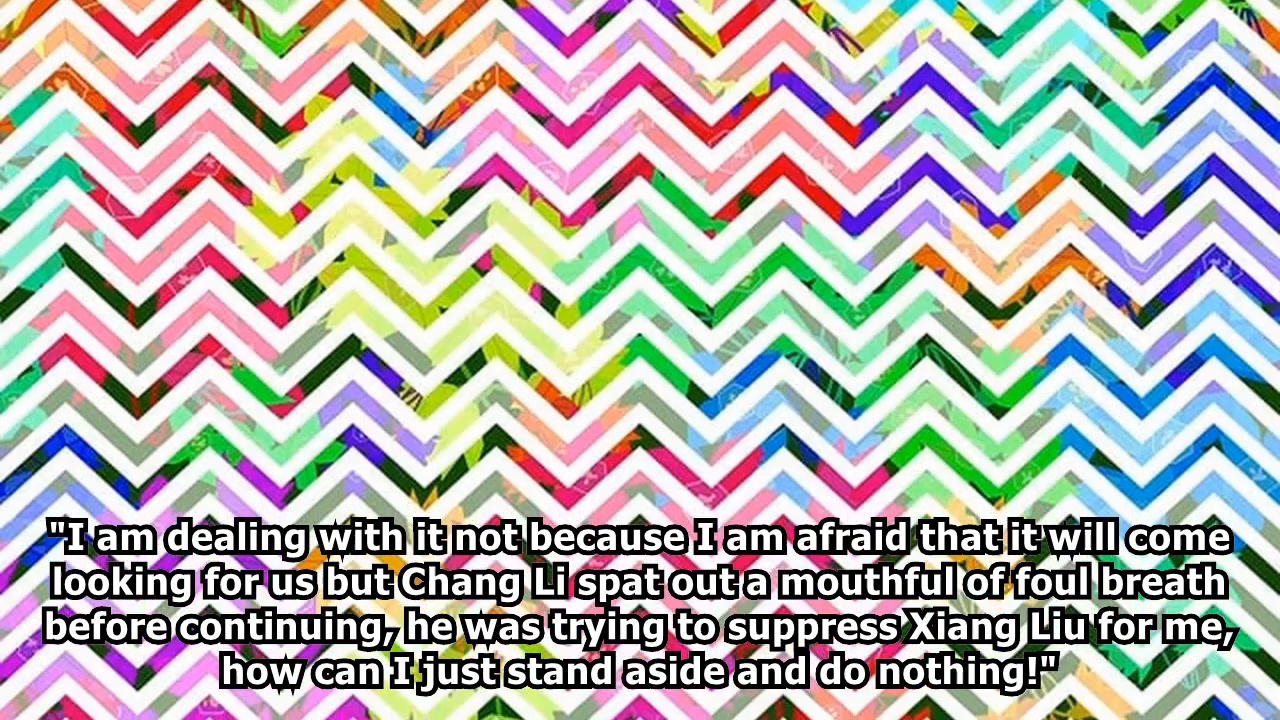 "I am dealing with it not because I am afraid that it will come
looking for us but Chang Li spat out a mouthful of foul breath
before continuing, he was trying to suppress Xiang Liu for me,
how can I just stand aside and do nothing!"